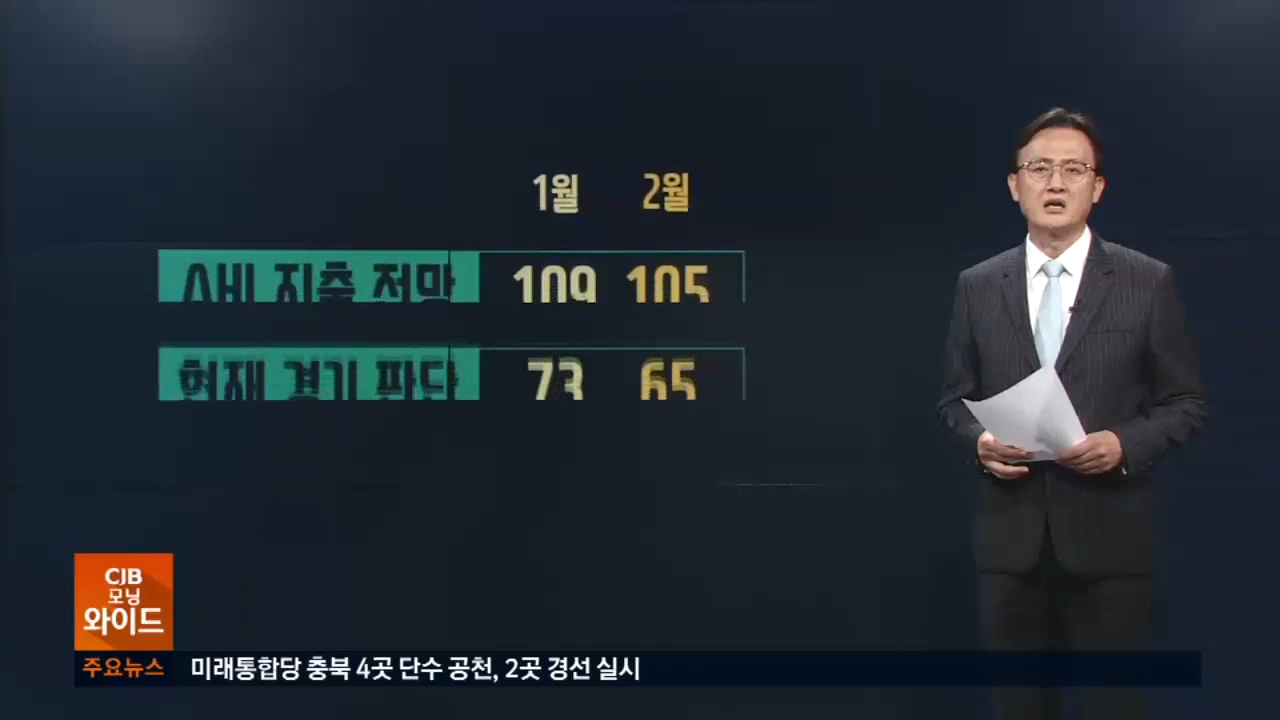 1월 2월
소비 지출 전망 109 105
현재 경기 판단 73 65
CJB
모닝
와이드
주요뉴스 미래통합당 충북 4곳 단수 공천, 2곳 경선 실시